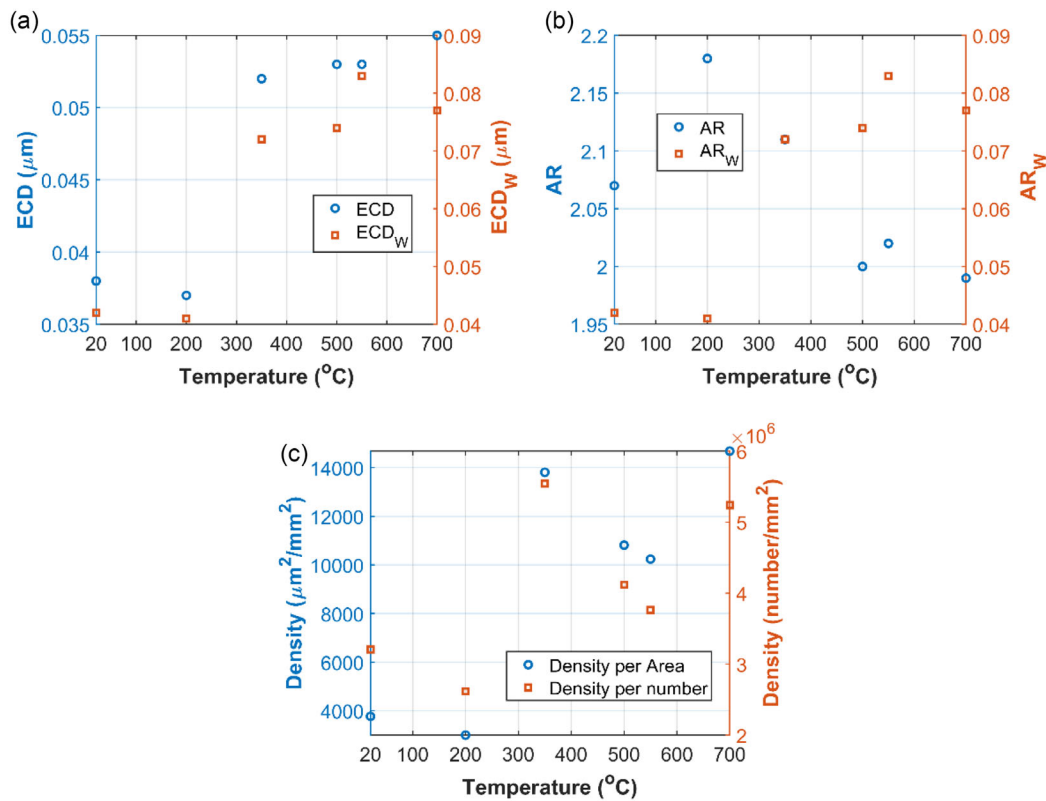 (a)
0.055
0.05
0.045
0.04
0.035
ECD (μm)
0.09
0.08
0.07
0.06
0.05
0.04
ECD_W (μm)
ECD
ECD_W
20 100 200 300 400 500 600 700
Temperature (°C)
(b)
2.2
2.15
2.1
2.05
2
1.95
AR
0.09
0.08
0.07
0.06
0.05
0.04
AR_W
AR
AR_W
20 100 200 300 400 500 600 700
Temperature (°C)
(c)
14000
12000
10000
8000
6000
4000
Density (μm²/mm²)
×10⁶
6
5
4
3
2
Density (number/mm²)
Density per Area
Density per number
20 100 200 300 400 500 600 700
Temperature (°C)